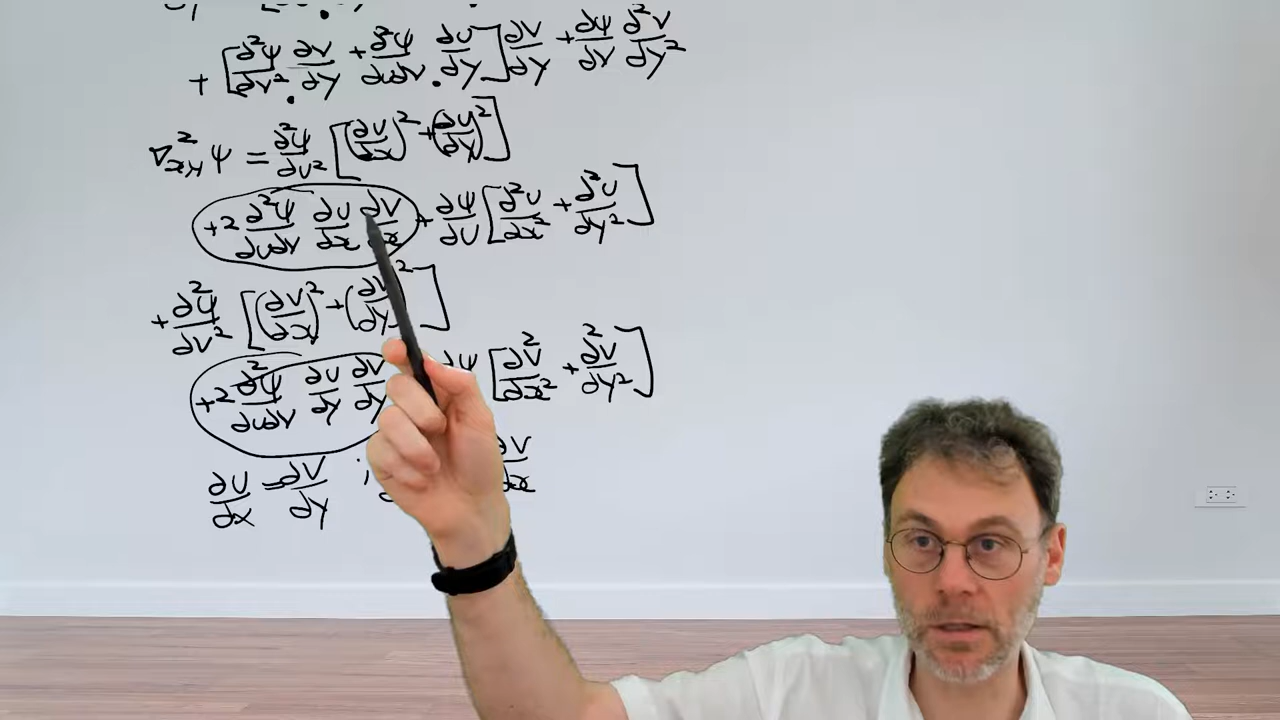 + [∂²ψ/∂v² ∂v/∂y + ∂²ψ/∂u∂v ∂u/∂y] ∂v/∂y + ∂ψ/∂v ∂²v/∂y²
∇²ₓ,ᵧ ψ = ∂²ψ/∂u² [(∂u/∂x)² + (∂u/∂y)²]
+2 ∂²ψ/∂u∂v ∂u/∂x ∂v/∂x + ∂ψ/∂u [∂²u/∂x² + ∂²u/∂y²]
+ ∂²ψ/∂v² [(∂v/∂x)² + (∂v/∂y)²]
+2 ∂²ψ/∂u∂v ∂u/∂y ∂v/∂y ∂ψ [∂²v/∂x² + ∂²v/∂y²]
∂u/∂x = ∂v/∂y ; ∂v/∂x